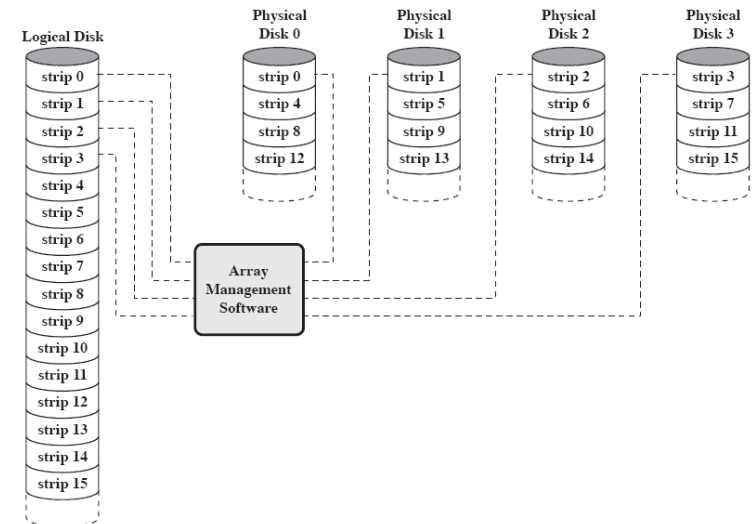 Logical Disk
strip 0
strip 1
strip 2
strip 3
strip 4
strip 5
strip 6
strip 7
strip 8
strip 9
strip 10
strip 11
strip 12
strip 13
strip 14
strip 15
Physical
Disk 0
strip 0
strip 4
strip 8
strip 12
Physical
Disk 1
strip 1
strip 5
strip 9
strip 13
Physical
Disk 2
strip 2
strip 6
strip 10
strip 14
Physical
Disk 3
strip 3
strip 7
strip 11
strip 15
Array
Management
Software